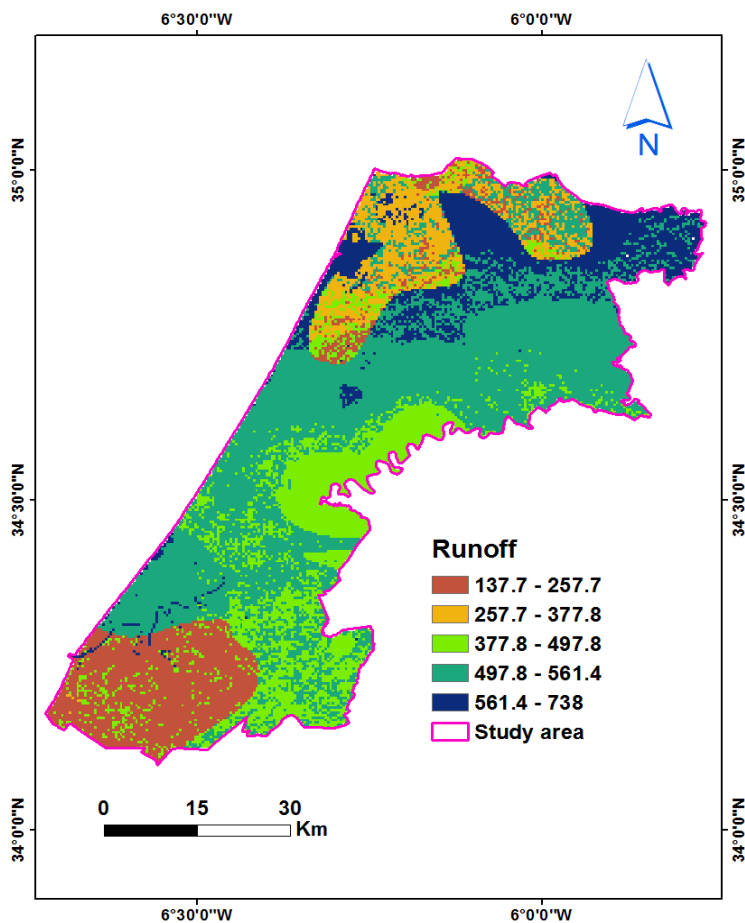 6°30'0"W 6°0'0"W
35°0'0"N 35°0'0"N
N
34°30'0"N 34°30'0"N
Runoff
137.7 - 257.7
257.7 - 377.8
377.8 - 497.8
497.8 - 561.4
561.4 - 738
Study area
0 15 30
Km
34°0'0"N 34°0'0"N
6°30'0"W 6°0'0"W